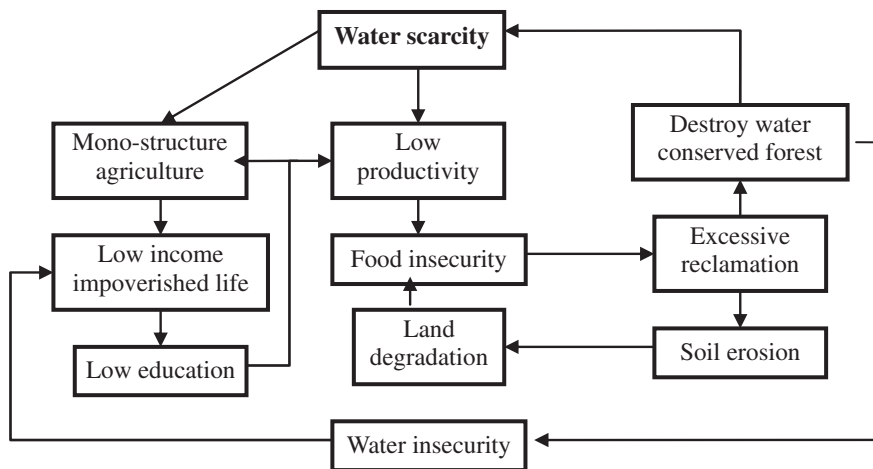 Water scarcity
Mono-structure
agriculture
Low
productivity
Destroy water
conserved forest
Low income
impoverished life
Food insecurity
Excessive
reclamation
Low education
Land
degradation
Soil erosion
Water insecurity